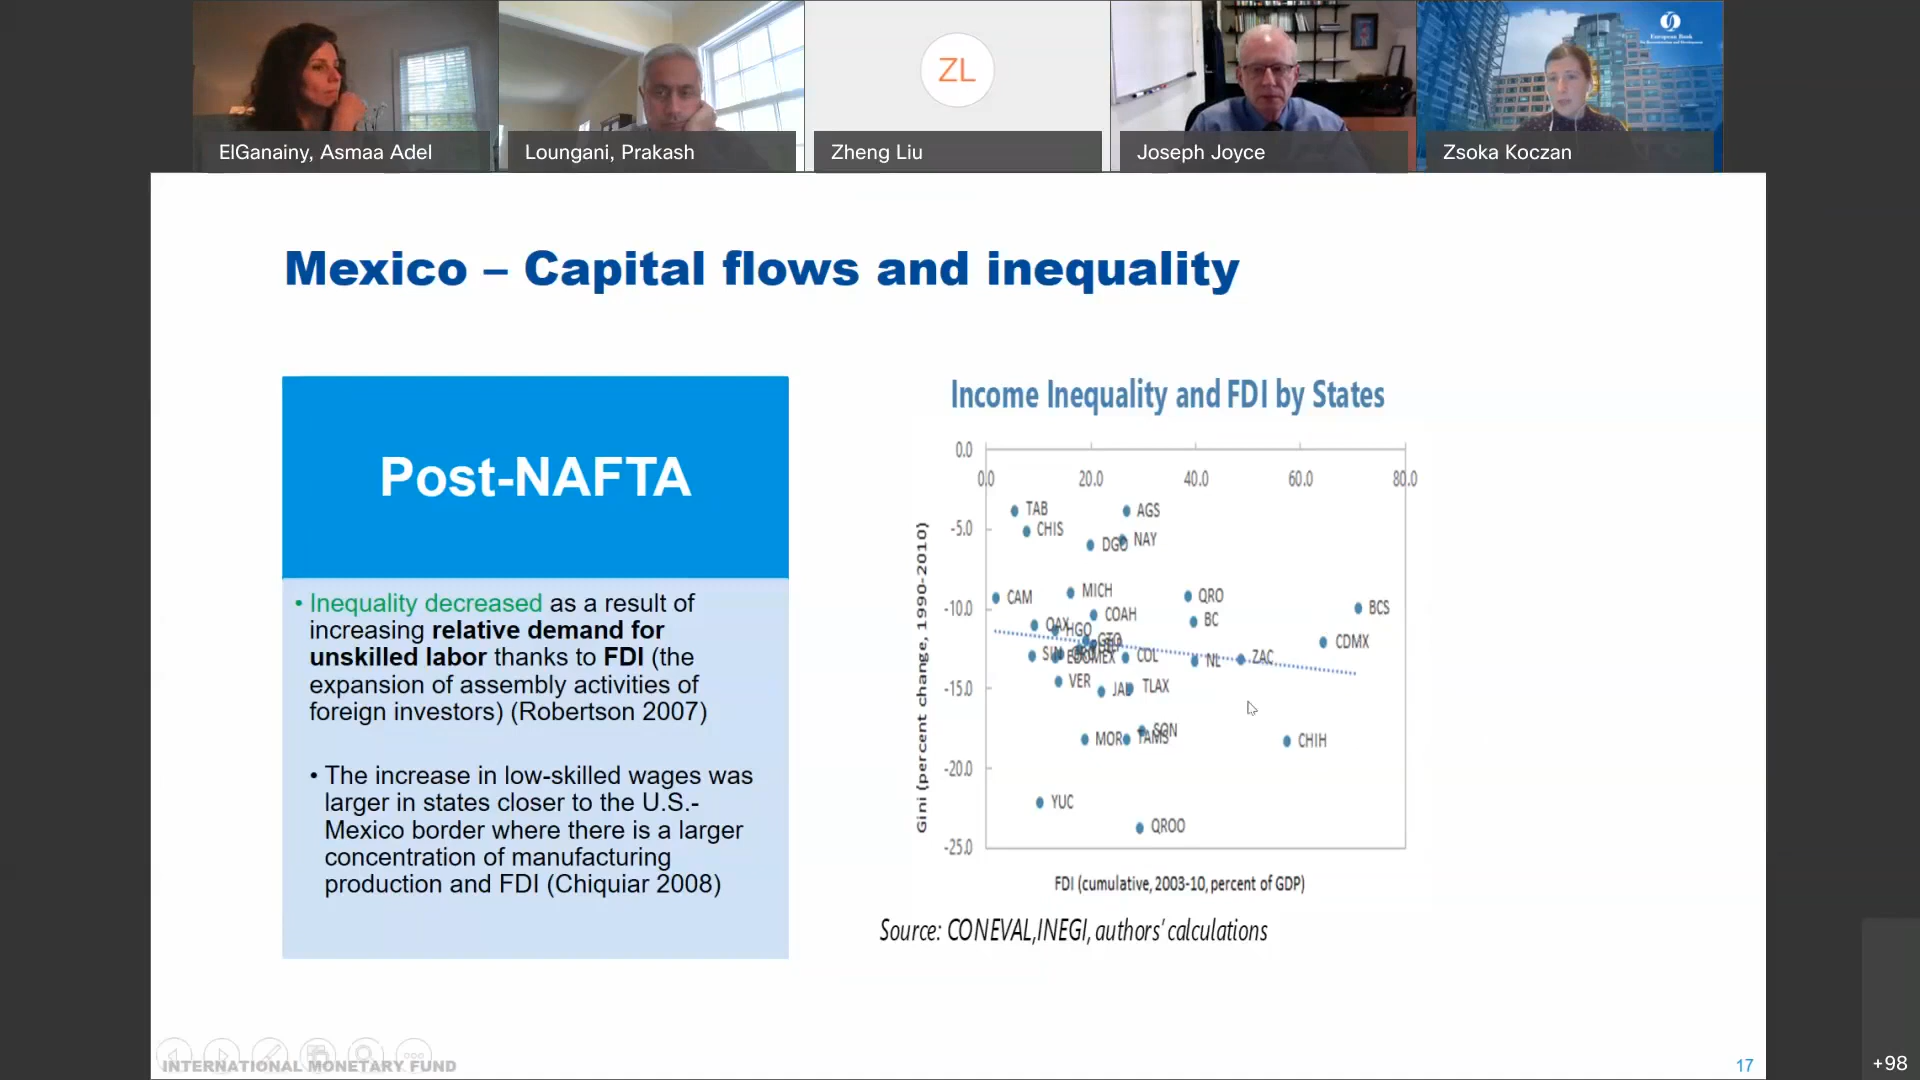 ZL
European Bank
ElGanainy, Asmaa Adel
Loungani, Prakash
Zheng Liu
Joseph Joyce
Zsoka Koczan
Mexico – Capital flows and inequality
Post-NAFTA
• Inequality decreased as a result of
increasing relative demand for
unskilled labor thanks to FDI (the
expansion of assembly activities of
foreign investors) (Robertson 2007)
• The increase in low-skilled wages was
larger in states closer to the U.S.-
Mexico border where there is a larger
concentration of manufacturing
production and FDI (Chiquiar 2008)
Income Inequality and FDI by States
0.0
0.0 20.0 40.0 60.0 80.0
TAB AGS
-5.0
CHIS
DGO NAY
MICH
QRO
CAM
-10.0
BCS
COAH
BC
OAX HGO
GTO
CDMX
SIN
EDOMEX
COL
NL
ZAC
VER
-15.0
JAL TLAX
SON
MOR TAMS
CHIH
-20.0
YUC
QROO
-25.0
Gini (percent change, 1990-2010)
FDI (cumulative, 2003-10, percent of GDP)
Source: CONEVAL,INEGI, authors' calculations
INTERNATIONAL MONETARY FUND
17
+98